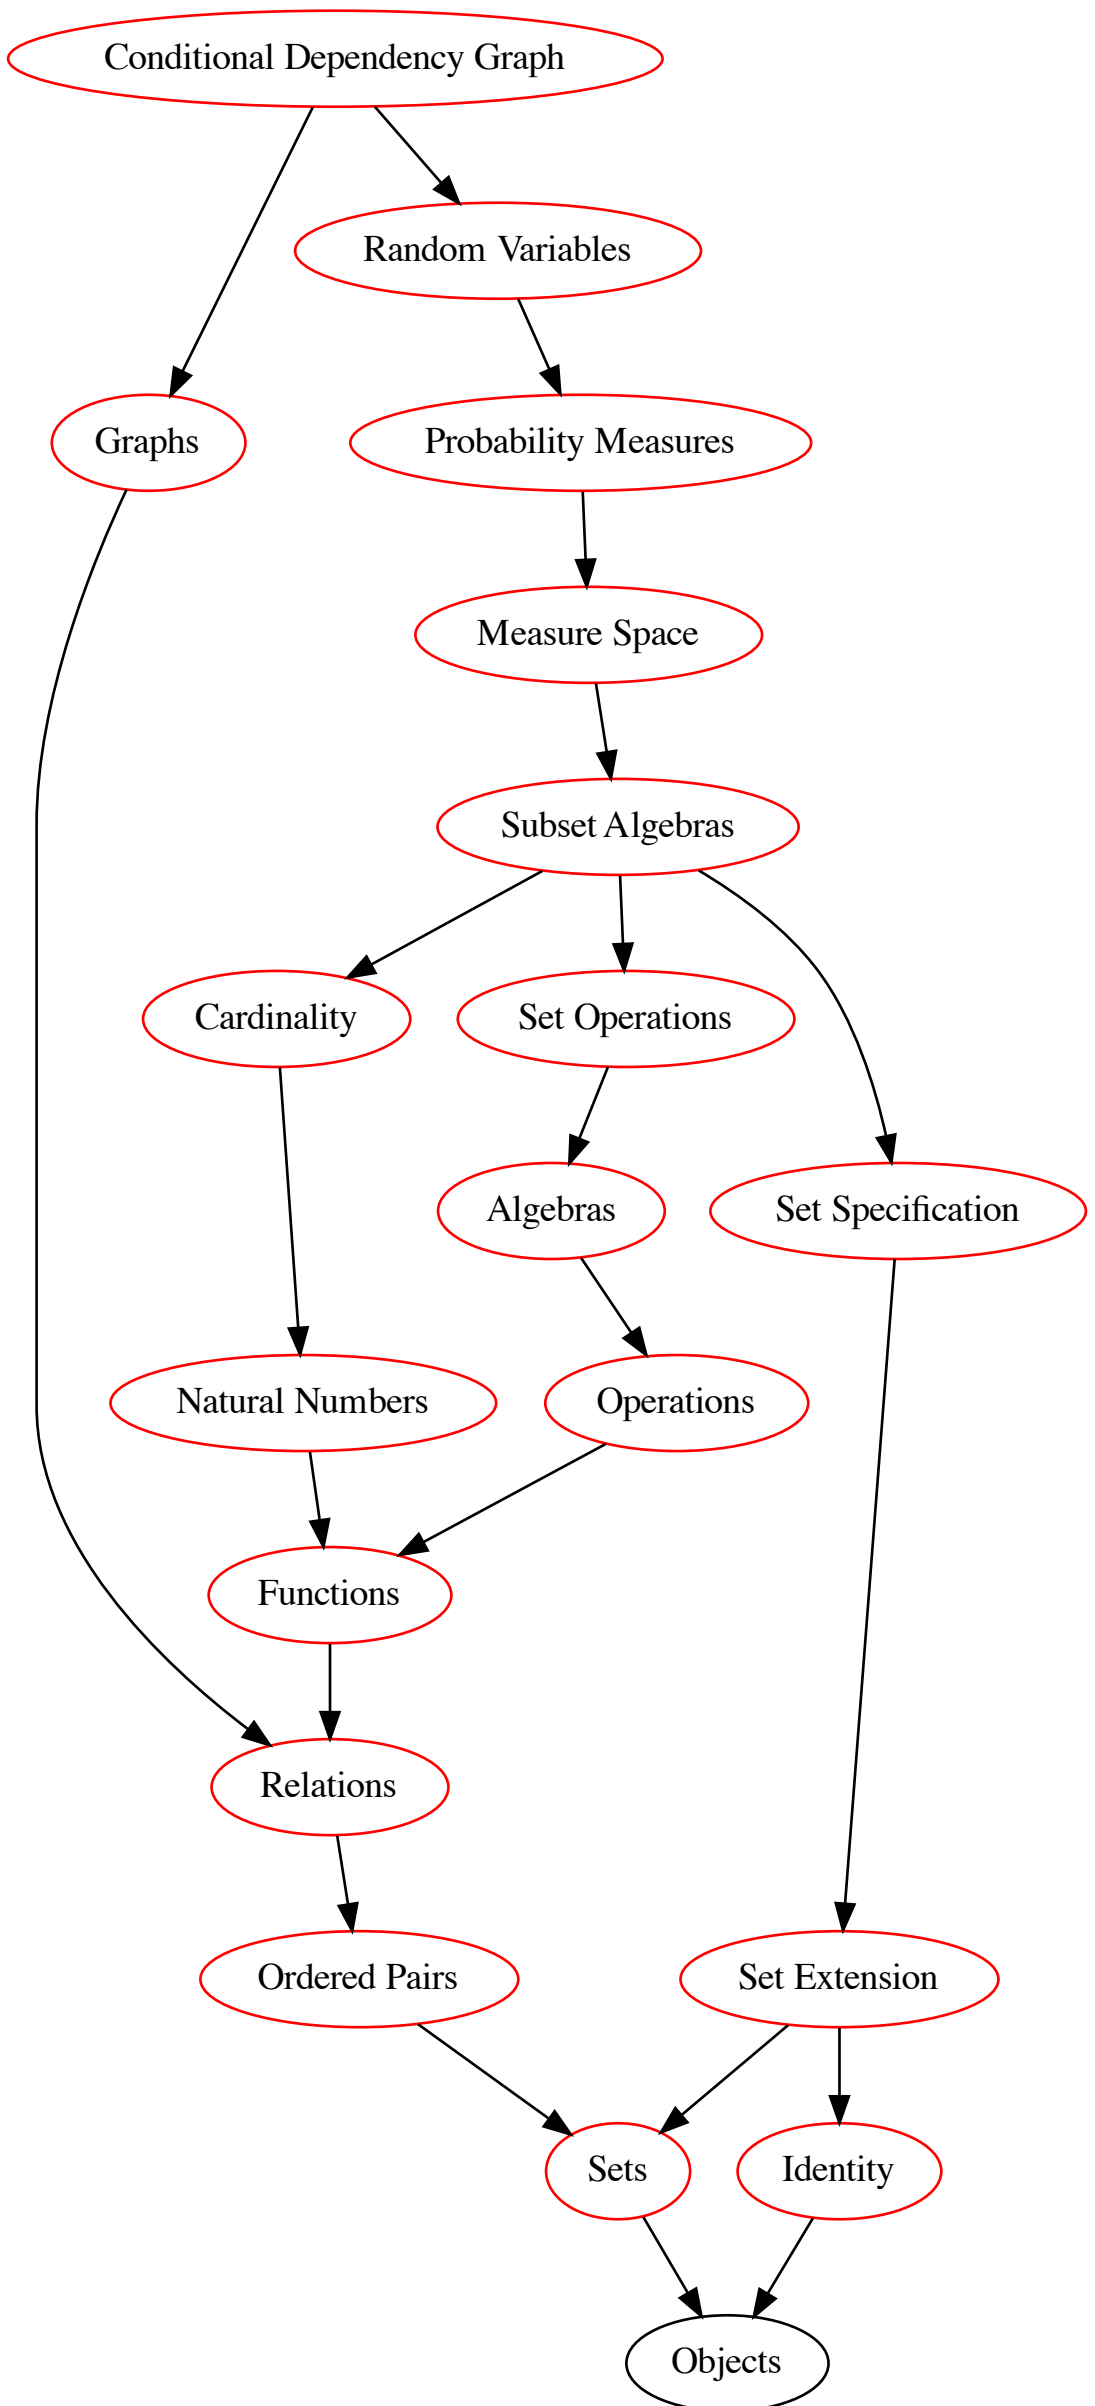 Conditional Dependency Graph
Random Variables
Graphs
Probability Measures
Measure Space
Subset Algebras
Cardinality
Set Operations
Algebras
Set Specification
Natural Numbers
Operations
Functions
Relations
Ordered Pairs
Set Extension
Sets
Identity
Objects